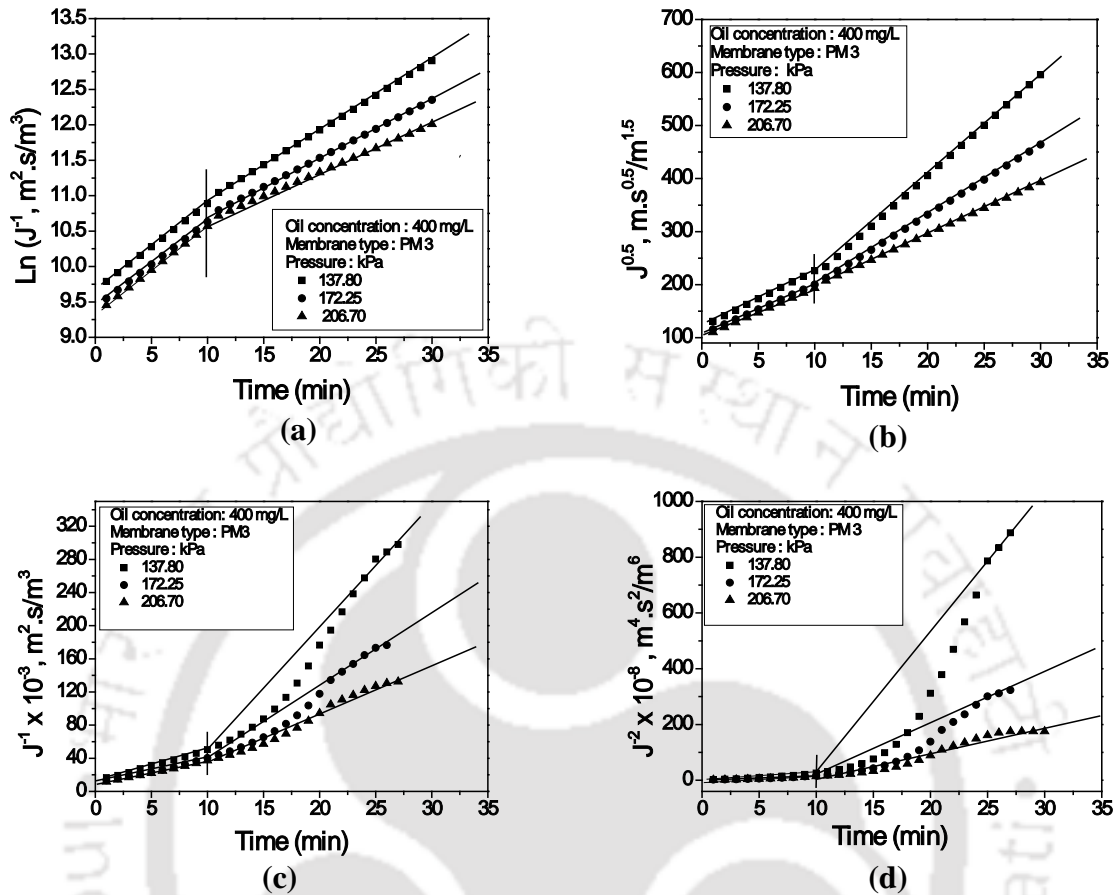 13.5
13.0
12.5
12.0
11.5
11.0
10.5
10.0
9.5
9.0
Ln (J⁻¹, m².s/m³)
Oil concentration : 400 mg/L
Membrane type : PM 3
Pressure : kPa
137.80
172.25
206.70
0 5 10 15 20 25 30 35
Time (min)
(a)
700
600
500
400
300
200
100
J^0.5, m.s^0.5/m^1.5
Oil concentration : 400 mg/L
Membrane type : PM 3
Pressure : kPa
137.80
172.25
206.70
0 5 10 15 20 25 30 35
Time (min)
(b)
320
280
240
200
160
120
80
40
0
J⁻¹ x 10⁻³, m².s/m³
Oil concentration: 400 mg/L
Membrane type : PM3
Pressure : kPa
137.80
172.25
206.70
0 5 10 15 20 25 30 35
Time (min)
(c)
1000
800
600
400
200
0
J⁻² x 10⁻⁸, m⁴.s²/m⁶
Oil concentration : 400 mg/L
Membrane type : PM 3
Pressure : kPa
137.80
172.25
206.70
0 5 10 15 20 25 30 35
Time (min)
(d)